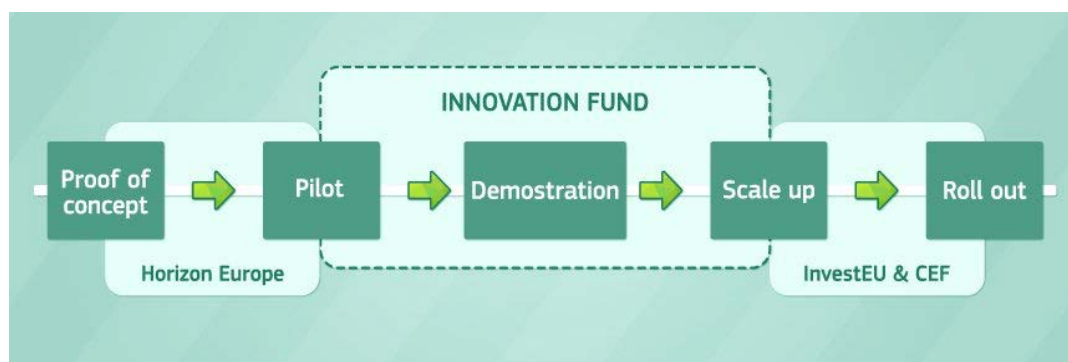 INNOVATION FUND
Proof of
concept
Pilot
Demostration
Scale up
Roll out
Horizon Europe
InvestEU & CEF